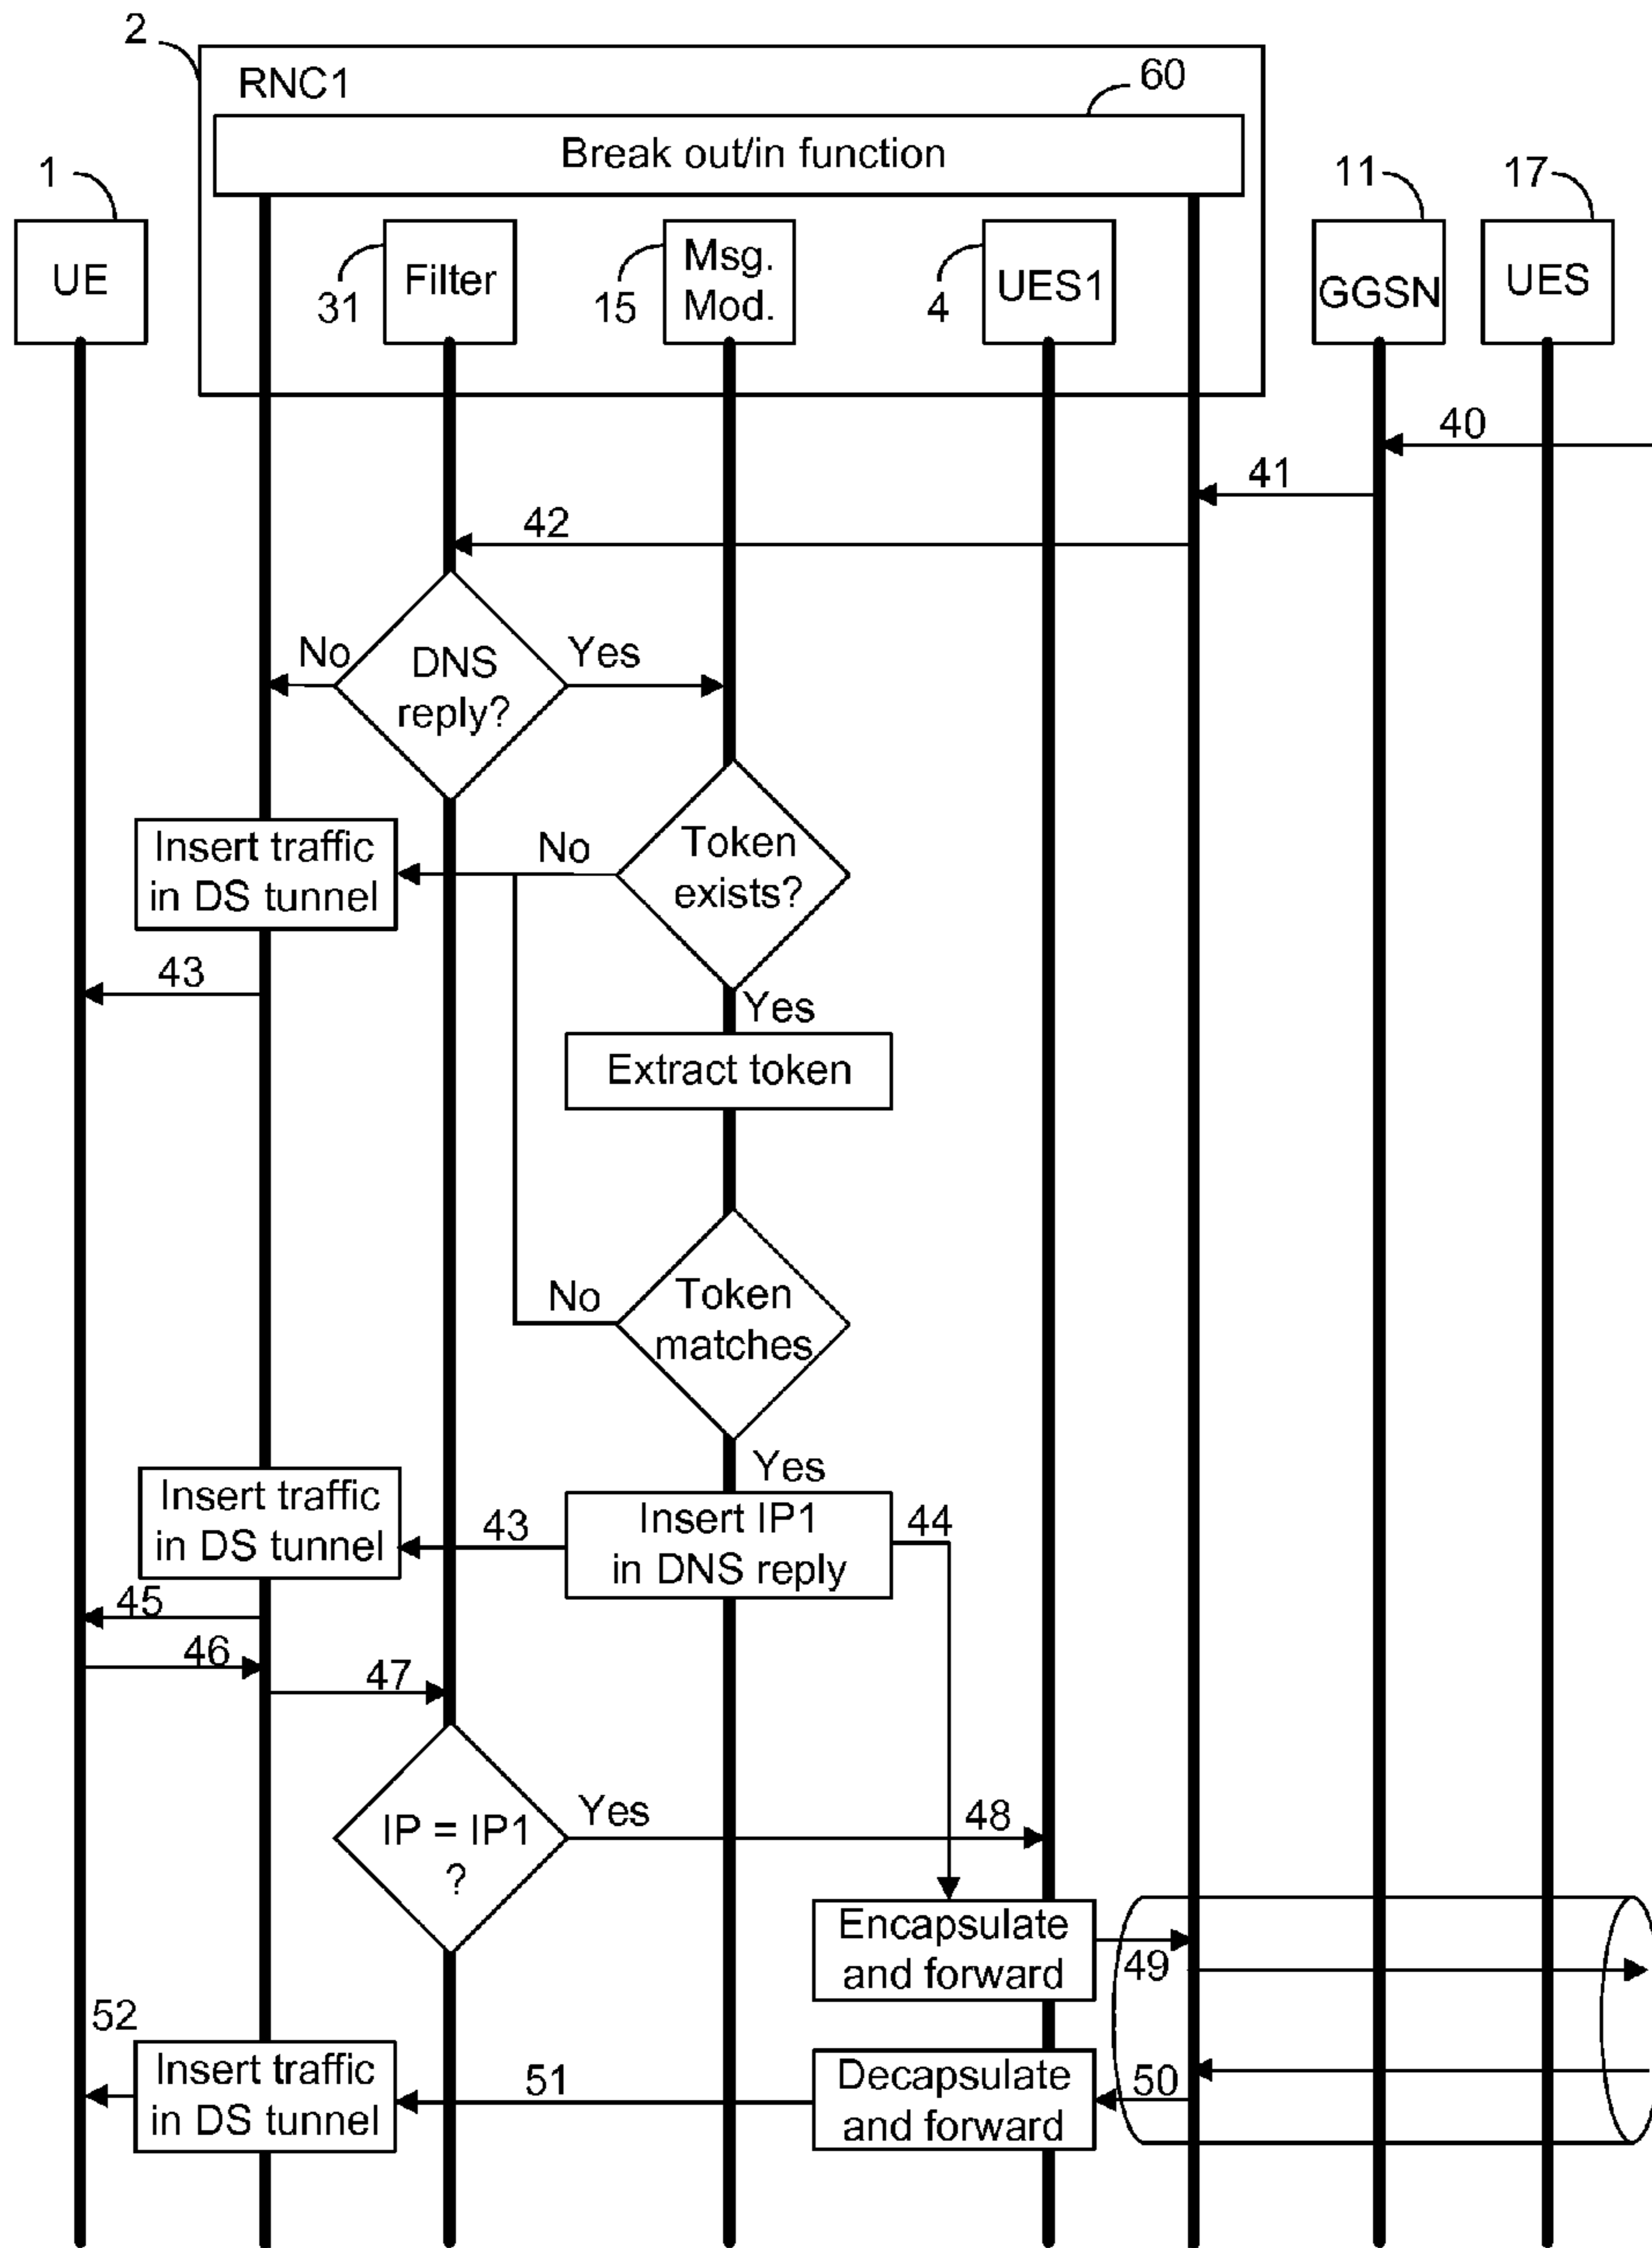 2
RNC1
60
Break out/in function
1
11
17
UE
31
Filter
15
Msg.
Mod.
4
UES1
GGSN
UES
40
41
42
No
DNS
reply?
Yes
Insert traffic
in DS tunnel
No
Token
exists?
43
Yes
Extract token
No
Token
matches
Yes
Insert traffic
in DS tunnel
43
Insert IP1
in DNS reply
44
45
46
47
IP = IP1
?
Yes
48
Encapsulate
and forward
49
52
Insert traffic
in DS tunnel
51
Decapsulate
and forward
50